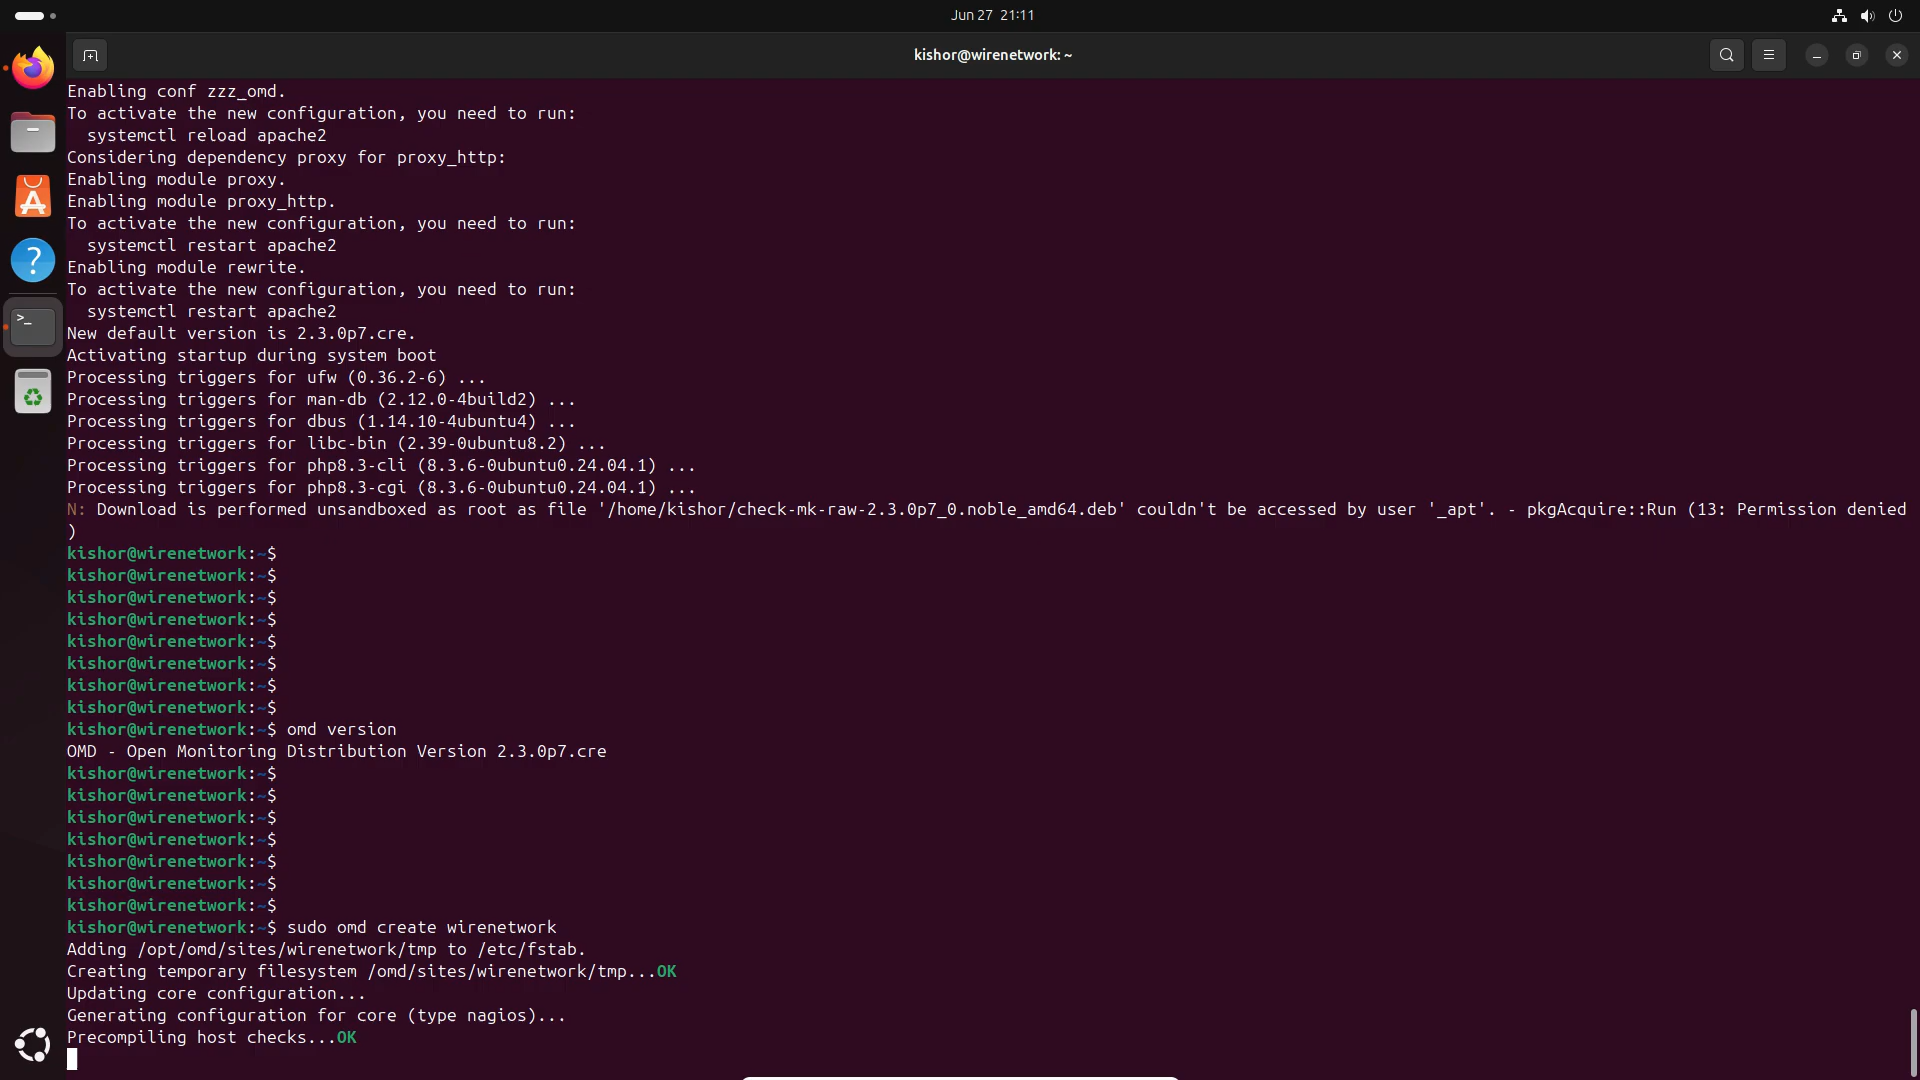 Jun 27 21:11
kishor@wirenetwork: ~
Enabling conf zzz_omd.
To activate the new configuration, you need to run:
  systemctl reload apache2
Considering dependency proxy for proxy_http:
Enabling module proxy.
Enabling module proxy_http.
To activate the new configuration, you need to run:
  systemctl restart apache2
Enabling module rewrite.
To activate the new configuration, you need to run:
  systemctl restart apache2
New default version is 2.3.0p7.cre.
Activating startup during system boot
Processing triggers for ufw (0.36.2-6) ...
Processing triggers for man-db (2.12.0-4build2) ...
Processing triggers for dbus (1.14.10-4ubuntu4) ...
Processing triggers for libc-bin (2.39-0ubuntu8.2) ...
Processing triggers for php8.3-cli (8.3.6-0ubuntu0.24.04.1) ...
Processing triggers for php8.3-cgi (8.3.6-0ubuntu0.24.04.1) ...
N: Download is performed unsandboxed as root as file '/home/kishor/check-mk-raw-2.3.0p7_0.noble_amd64.deb' couldn't be accessed by user '_apt'. - pkgAcquire::Run (13: Permission denied
)
kishor@wirenetwork:~$
kishor@wirenetwork:~$
kishor@wirenetwork:~$
kishor@wirenetwork:~$
kishor@wirenetwork:~$
kishor@wirenetwork:~$
kishor@wirenetwork:~$
kishor@wirenetwork:~$
kishor@wirenetwork:~$ omd version
OMD - Open Monitoring Distribution Version 2.3.0p7.cre
kishor@wirenetwork:~$
kishor@wirenetwork:~$
kishor@wirenetwork:~$
kishor@wirenetwork:~$
kishor@wirenetwork:~$
kishor@wirenetwork:~$
kishor@wirenetwork:~$
kishor@wirenetwork:~$ sudo omd create wirenetwork
Adding /opt/omd/sites/wirenetwork/tmp to /etc/fstab.
Creating temporary filesystem /omd/sites/wirenetwork/tmp...OK
Updating core configuration...
Generating configuration for core (type nagios)...
Precompiling host checks...OK